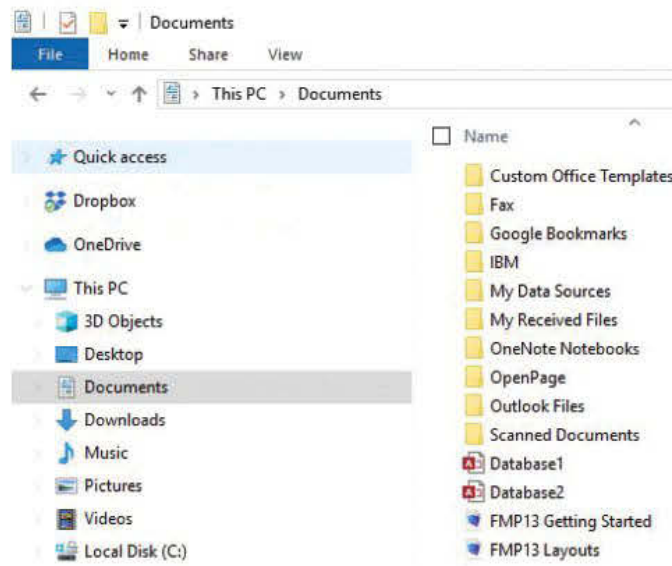 Documents
File Home Share View
This PC > Documents
Name
Quick access
Dropbox
OneDrive
This PC
3D Objects
Desktop
Documents
Downloads
Music
Pictures
Videos
Local Disk (C:)
Custom Office Templates
Fax
Google Bookmarks
IBM
My Data Sources
My Received Files
OneNote Notebooks
OpenPage
Outlook Files
Scanned Documents
Database1
Database2
FMP13 Getting Started
FMP13 Layouts